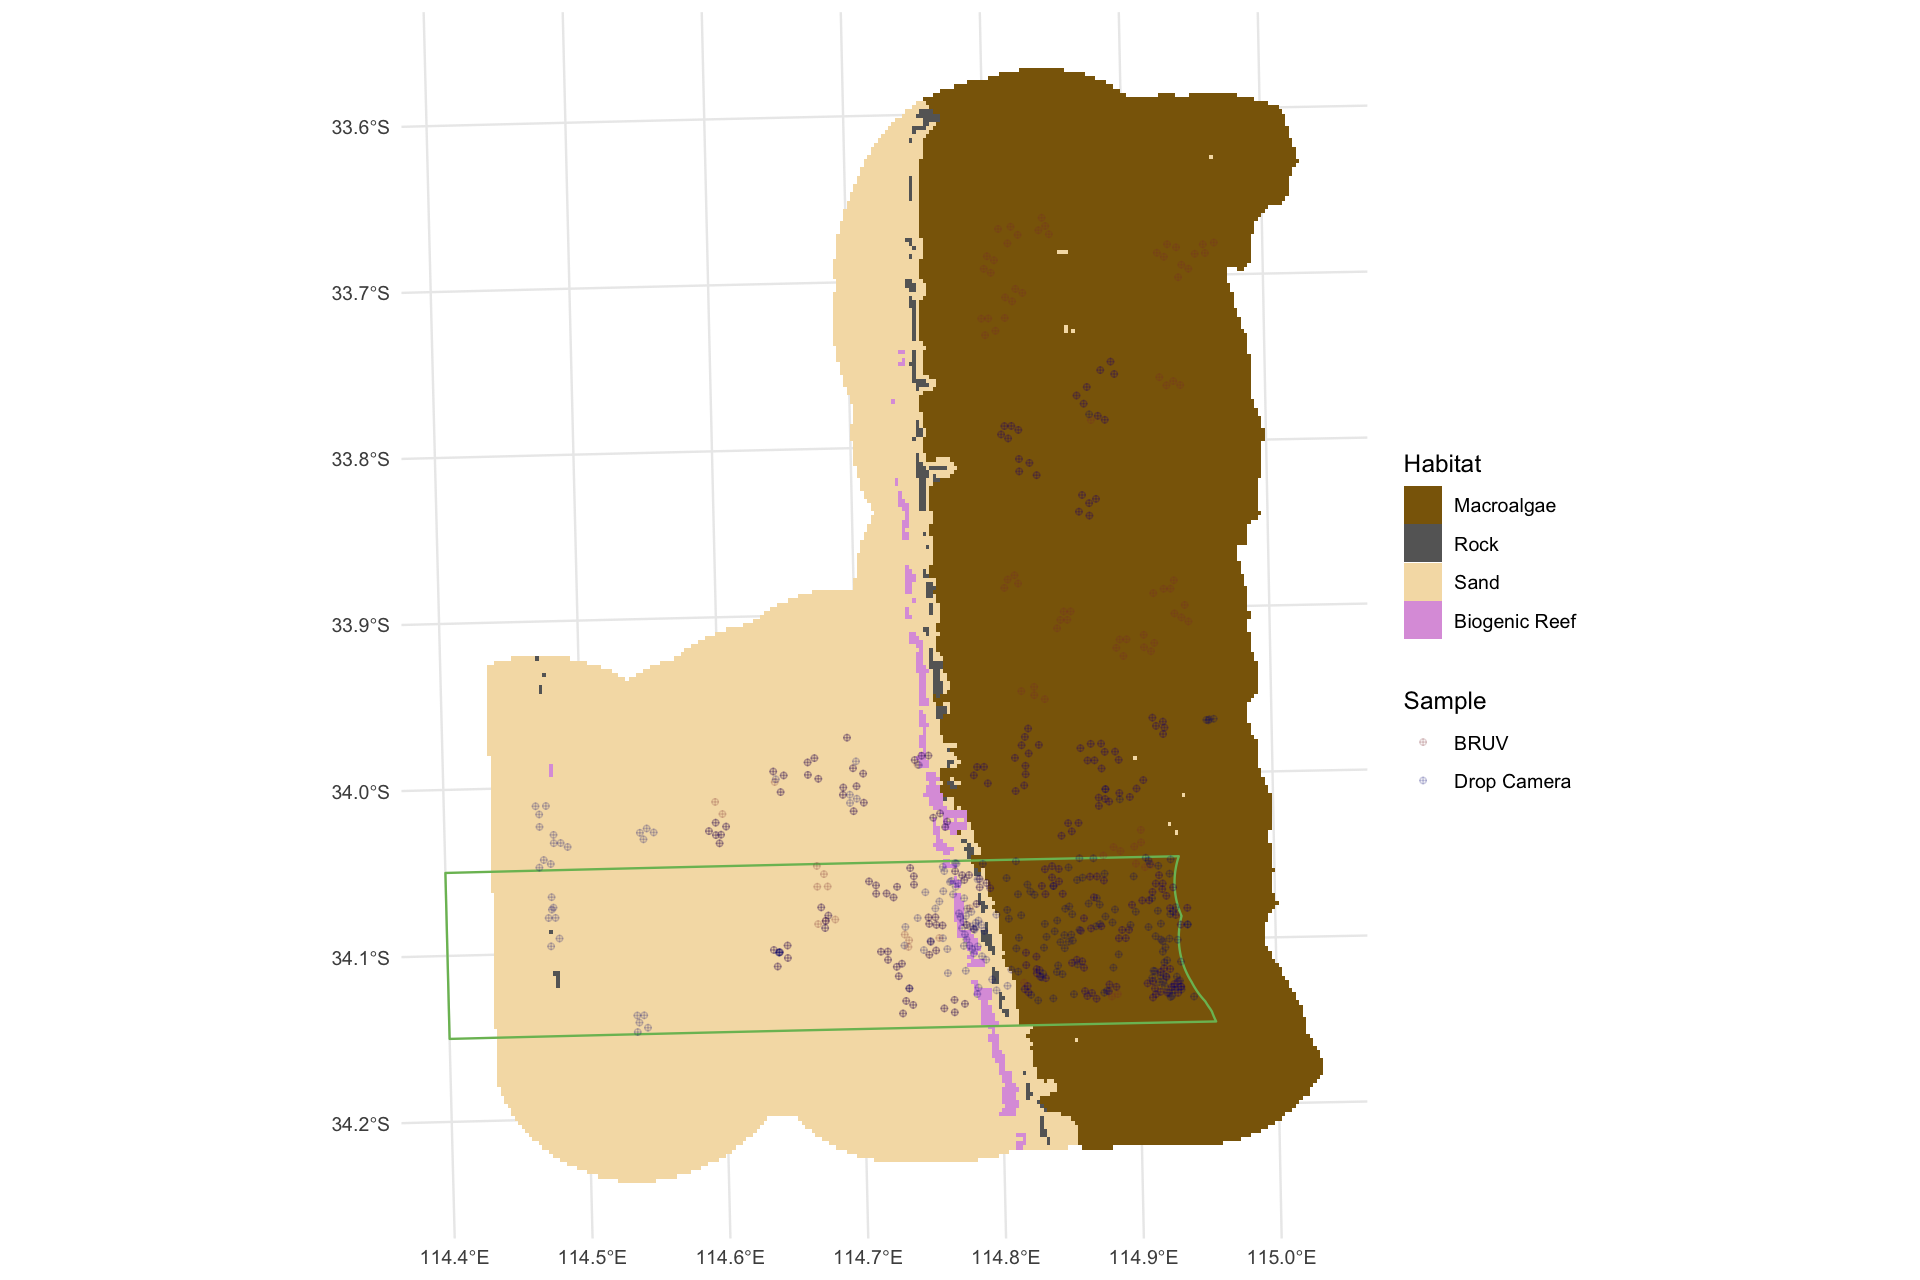 33.6°S
33.7°S
33.8°S
33.9°S
34.0°S
34.1°S
34.2°S
114.4°E
114.5°E
114.6°E
114.7°E
114.8°E
114.9°E
115.0°E
Habitat
Macroalgae
Rock
Sand
Biogenic Reef
Sample
BRUV
Drop Camera